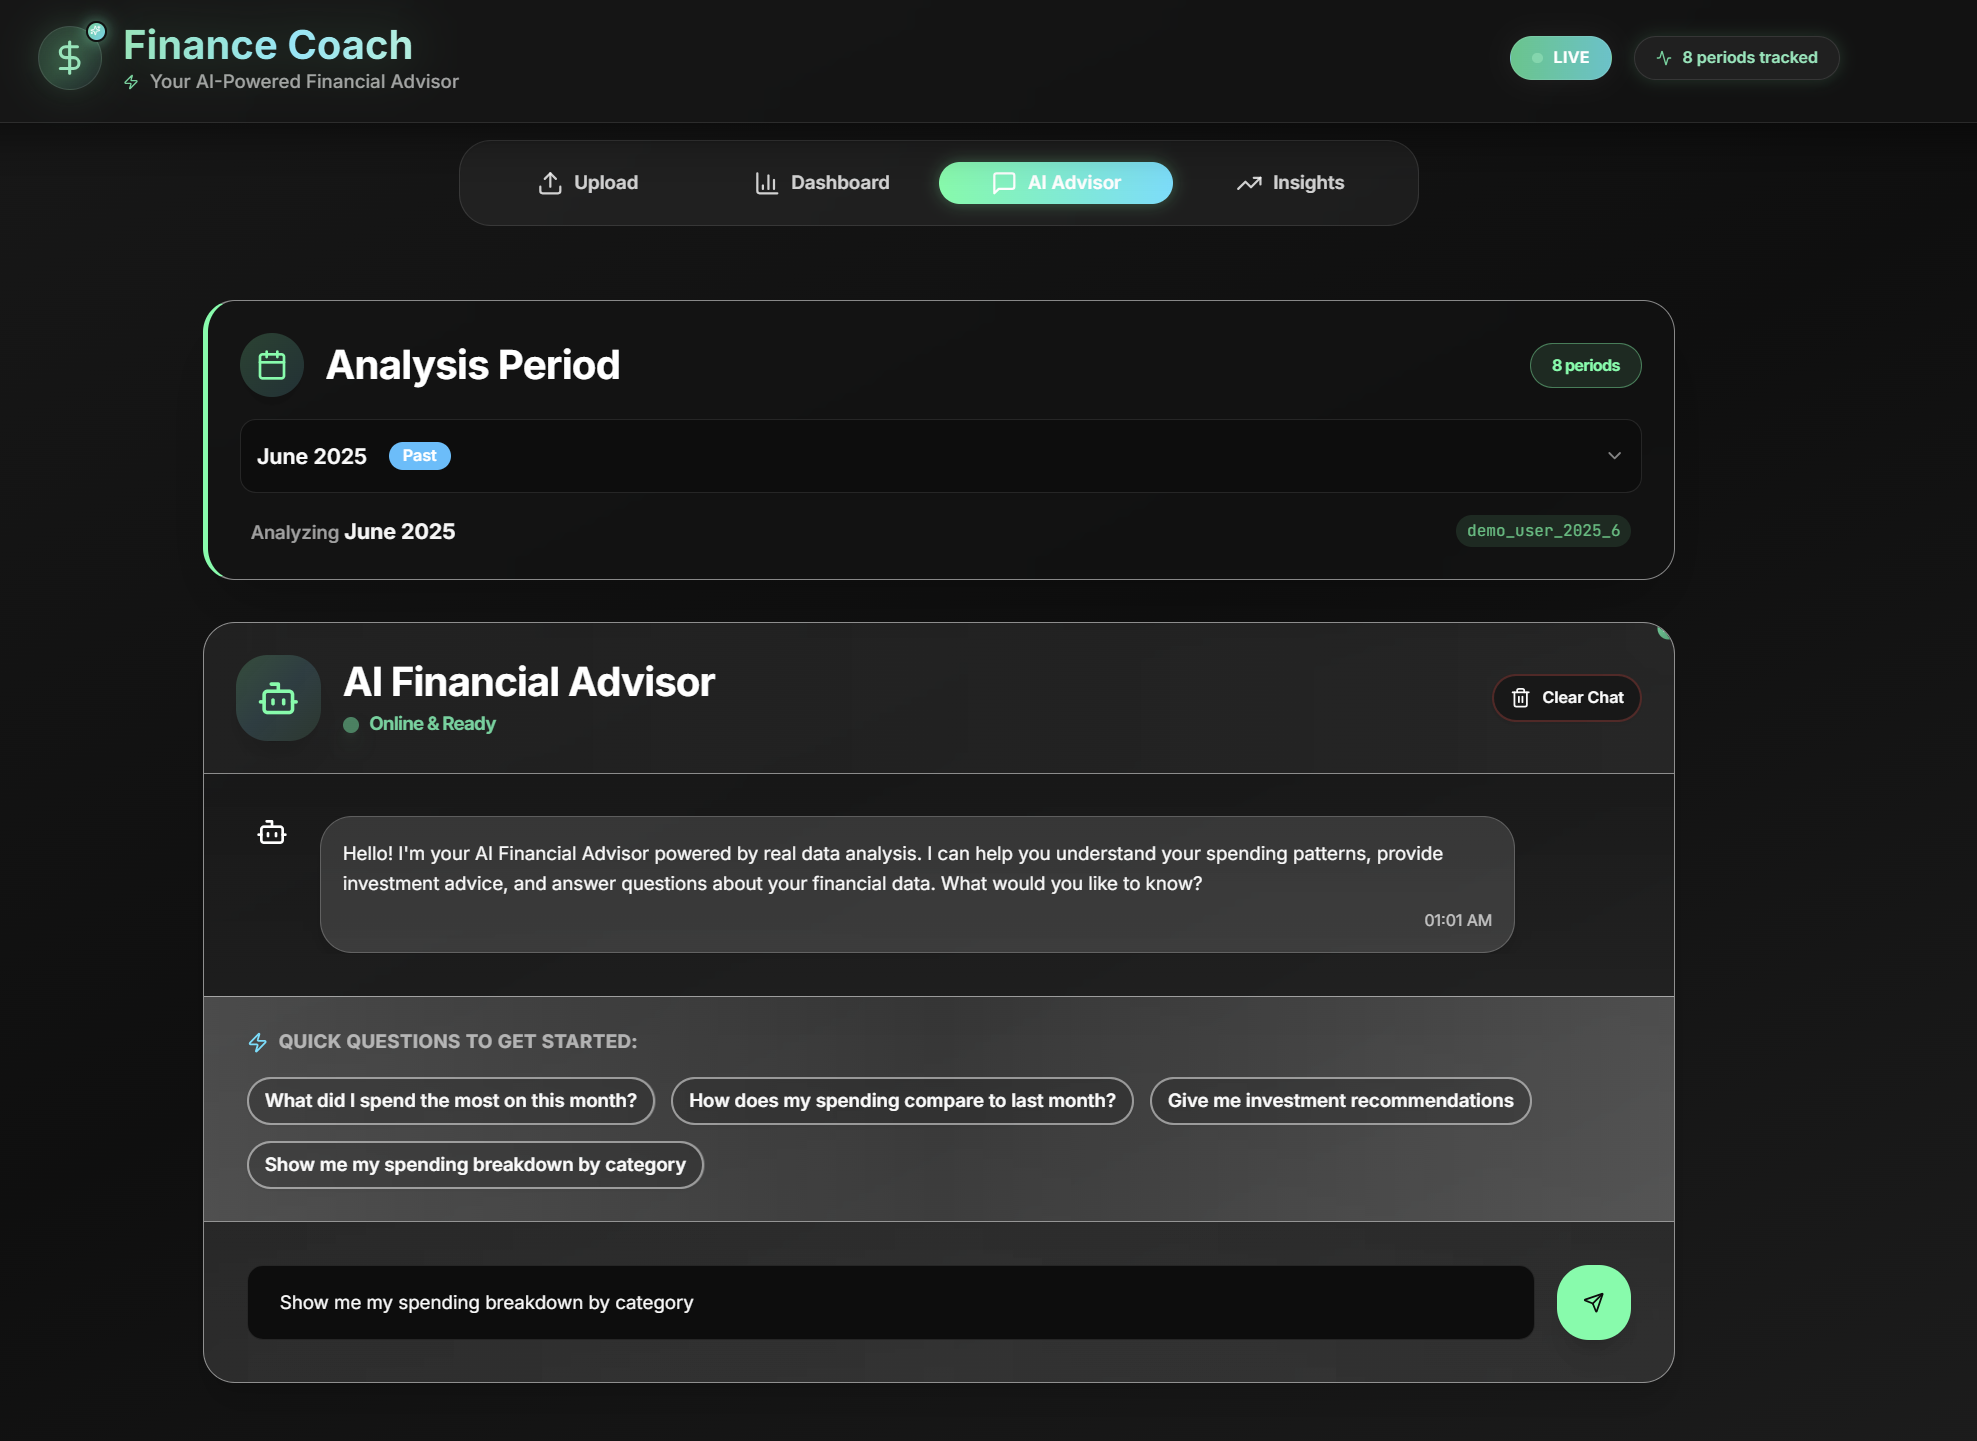 Finance Coach
Your AI-Powered Financial Advisor
LIVE
8 periods tracked
Upload
Dashboard
AI Advisor
Insights
Analysis Period
8 periods
June 2025
Past
Analyzing June 2025
demo_user_2025_6
AI Financial Advisor
Online & Ready
Clear Chat
Hello! I'm your AI Financial Advisor powered by real data analysis. I can help you understand your spending patterns, provide
investment advice, and answer questions about your financial data. What would you like to know?
01:01 AM
QUICK QUESTIONS TO GET STARTED:
What did I spend the most on this month?
How does my spending compare to last month?
Give me investment recommendations
Show me my spending breakdown by category
Show me my spending breakdown by category